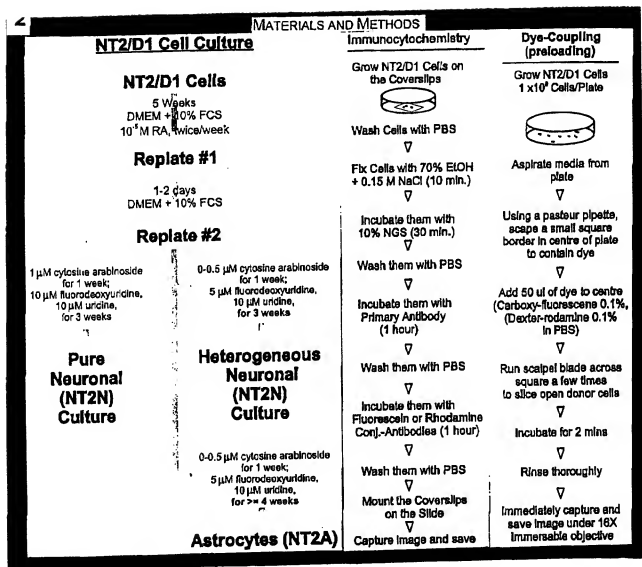 2
MATERIALS AND METHODS
NT2/D1 Cell Culture
NT2/D1 Cells
5 Weeks
DMEM + 10% FCS
10⁻⁵ M RA, twice/week
Replate #1
1-2 days
DMEM + 10% FCS
Replate #2
1 µM cytosine arabinoside
for 1 week;
10 µM fluorodeoxyuridine,
10 µM uridine,
for 3 weeks
Pure
Neuronal
(NT2N)
Culture
0-0.5 µM cytosine arabinoside
for 1 week;
5 µM fluorodeoxyuridine,
10 µM uridine,
for 3 weeks
Heterogeneous
Neuronal
(NT2N)
Culture
0-0.5 µM cytosine arabinoside
for 1 week;
5 µM fluorodeoxyuridine,
10 µM uridine,
for >= 4 weeks
Astrocytes (NT2A)
Immunocytochemistry
Grow NT2/D1 Cells on
the Coverslips
Wash Cells with PBS
Fix Cells with 70% EtOH
+ 0.15 M NaCl (10 min.)
Incubate them with
10% NGS (30 min.)
Wash them with PBS
Incubate them with
Primary Antibody
(1 hour)
Wash them with PBS
Incubate them with
Fluorescein or Rhodamine
Conj.-Antibodies (1 hour)
Wash them with PBS
Mount the Coverslips
on the Slide
Capture image and save
Dye-Coupling
(preloading)
Grow NT2/D1 Cells
1 x10⁶ Cells/Plate
Aspirate media from
plate
Using a pasteur pipette,
scape a small square
border in centre of plate
to contain dye
Add 50 ul of dye to centre
(Carboxy-fluorescene 0.1%,
(Dexter-rodamine 0.1%
in PBS)
Run scalpel blade across
square a few times
to slice open donor cells
Incubate for 2 mins
Rinse thoroughly
Immediately capture and
save image under 16X
immersable objective